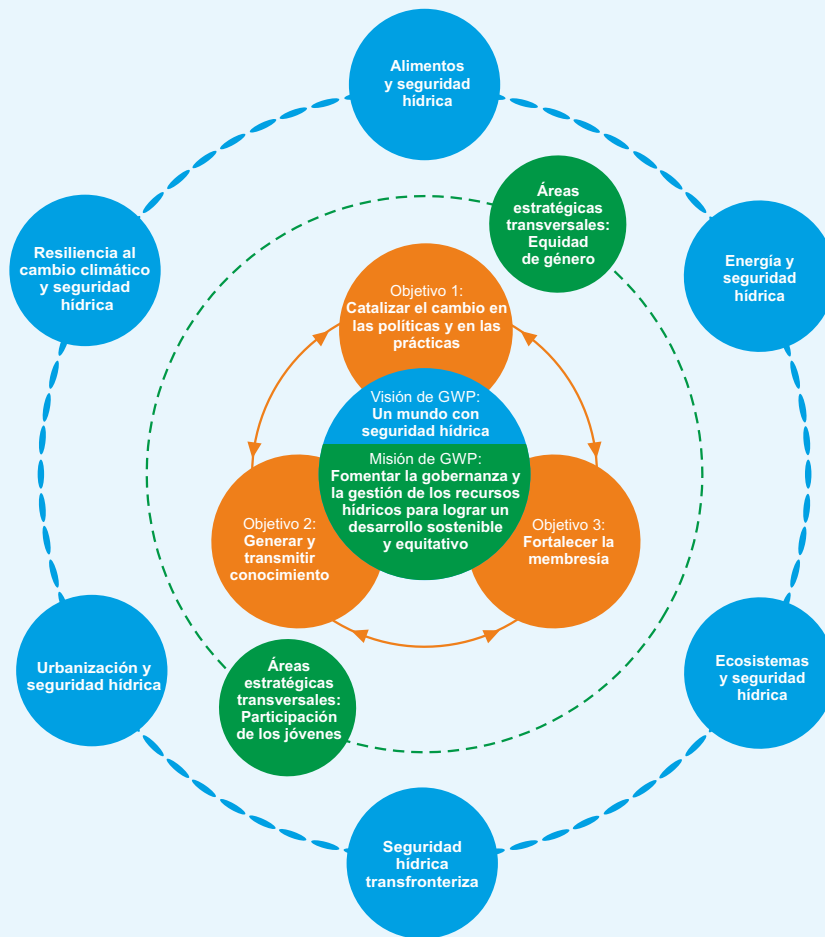 Alimentos
y seguridad
hídrica
Áreas
estratégicas
transversales:
Equidad
de género
Resiliencia al
cambio climático
y seguridad
hídrica
Energía y
seguridad
hídrica
Objetivo 1:
Catalizar el cambio en
las políticas y en las
prácticas
Visión de GWP:
Un mundo con
seguridad hídrica
Misión de GWP:
Fomentar la gobernanza y
la gestión de los recursos
hídricos para lograr un
desarrollo sostenible
y equitativo
Objetivo 2:
Generar y
transmitir
conocimiento
Objetivo 3:
Fortalecer la
membresía
Urbanización y
seguridad hídrica
Áreas
estratégicas
transversales:
Participación
de los jóvenes
Ecosistemas
y seguridad
hídrica
Seguridad
hídrica
transfronteriza